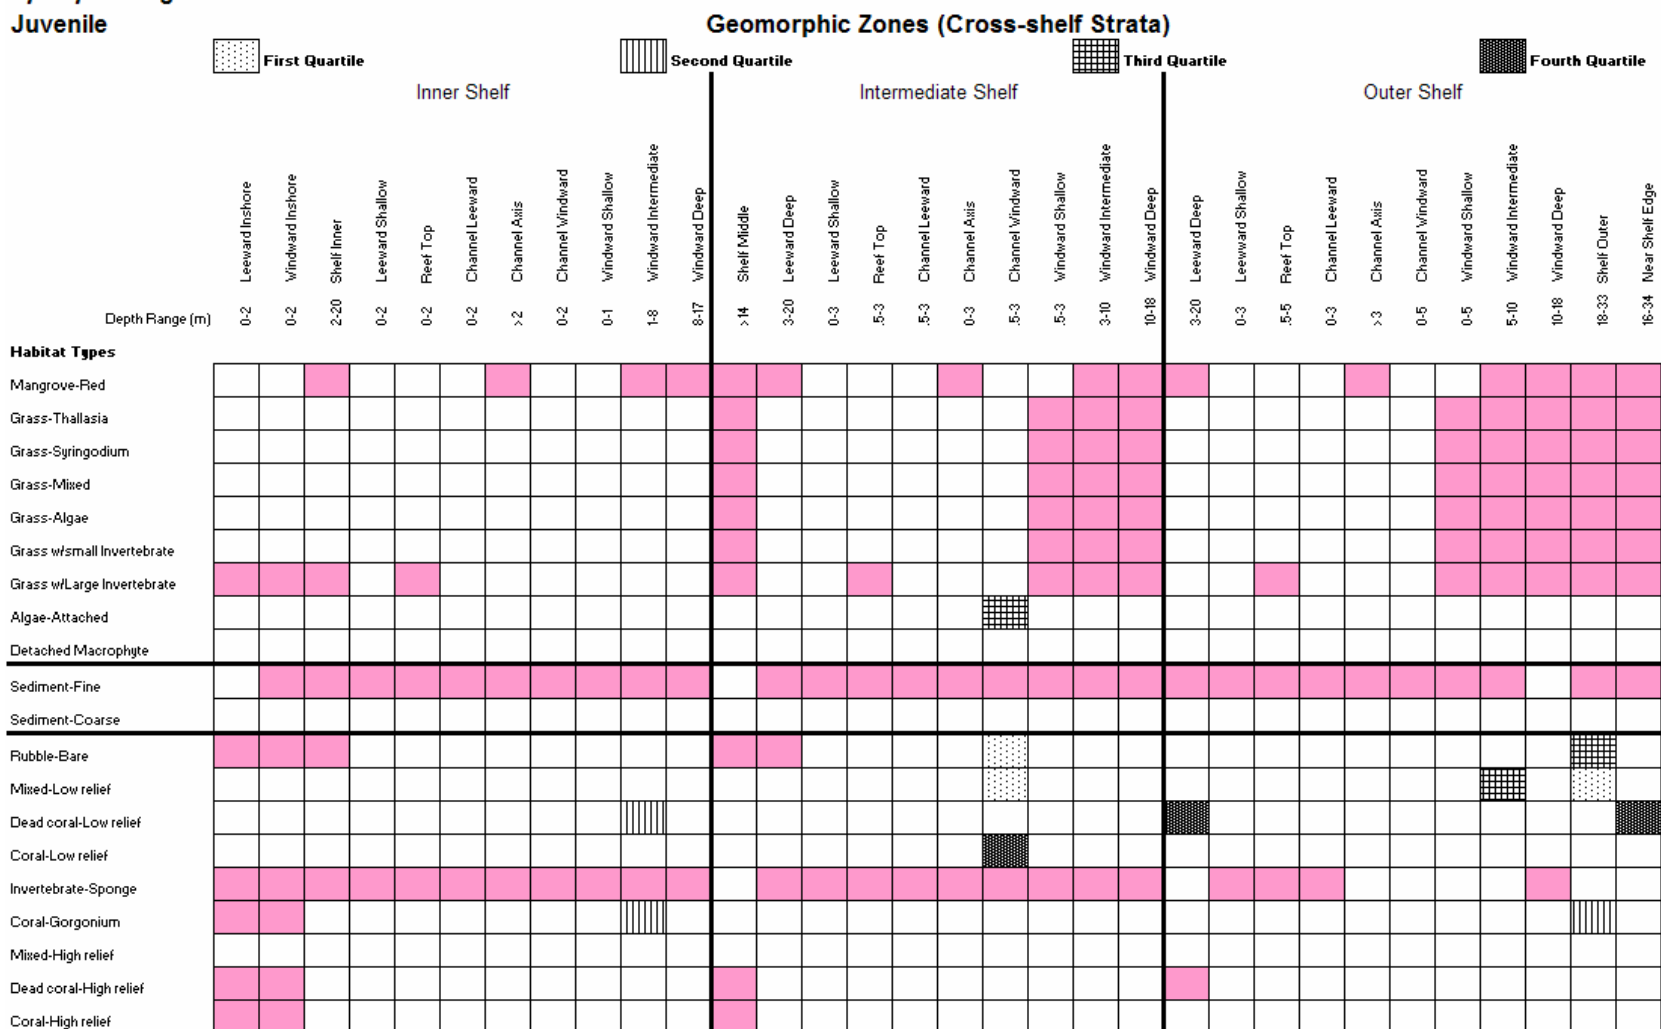 Juvenile
Geomorphic Zones (Cross-shelf Strata)
First Quartile
Second Quartile
Third Quartile
Fourth Quartile
Inner Shelf
Intermediate Shelf
Outer Shelf
Leeward Inshore
Windward Inshore
Shelf Inner
Leeward Shallow
Reef Top
Channel Leeward
Channel Axis
Channel Windward
Windward Shallow
Windward Intermediate
Windward Deep
Shelf Middle
Leeward Deep
Leeward Shallow
Reef Top
Channel Leeward
Channel Axis
Channel Windward
Windward Shallow
Windward Intermediate
Windward Deep
Leeward Deep
Leeward Shallow
Reef Top
Channel Leeward
Channel Axis
Channel Windward
Windward Shallow
Windward Intermediate
Windward Deep
Shelf Outer
Near Shelf Edge
Depth Range (m)
0-2
0-2
2-20
0-2
0-2
0-2
>2
0-2
0-1
1-8
8-17
>14
3-20
0-3
.5-3
.5-3
0-3
.5-3
.5-3
3-10
10-18
3-20
0-3
.5-5
0-3
>3
0-5
0-5
5-10
10-18
18-33
16-34
Habitat Types
Mangrove-Red
Grass-Thallasia
Grass-Syringodium
Grass-Mixed
Grass-Algae
Grass w/small Invertebrate
Grass w/Large Invertebrate
Algae-Attached
Detached Macrophyte
Sediment-Fine
Sediment-Coarse
Rubble-Bare
Mixed-Low relief
Dead coral-Low relief
Coral-Low relief
Invertebrate-Sponge
Coral-Gorgonium
Mixed-High relief
Dead coral-High relief
Coral-High relief